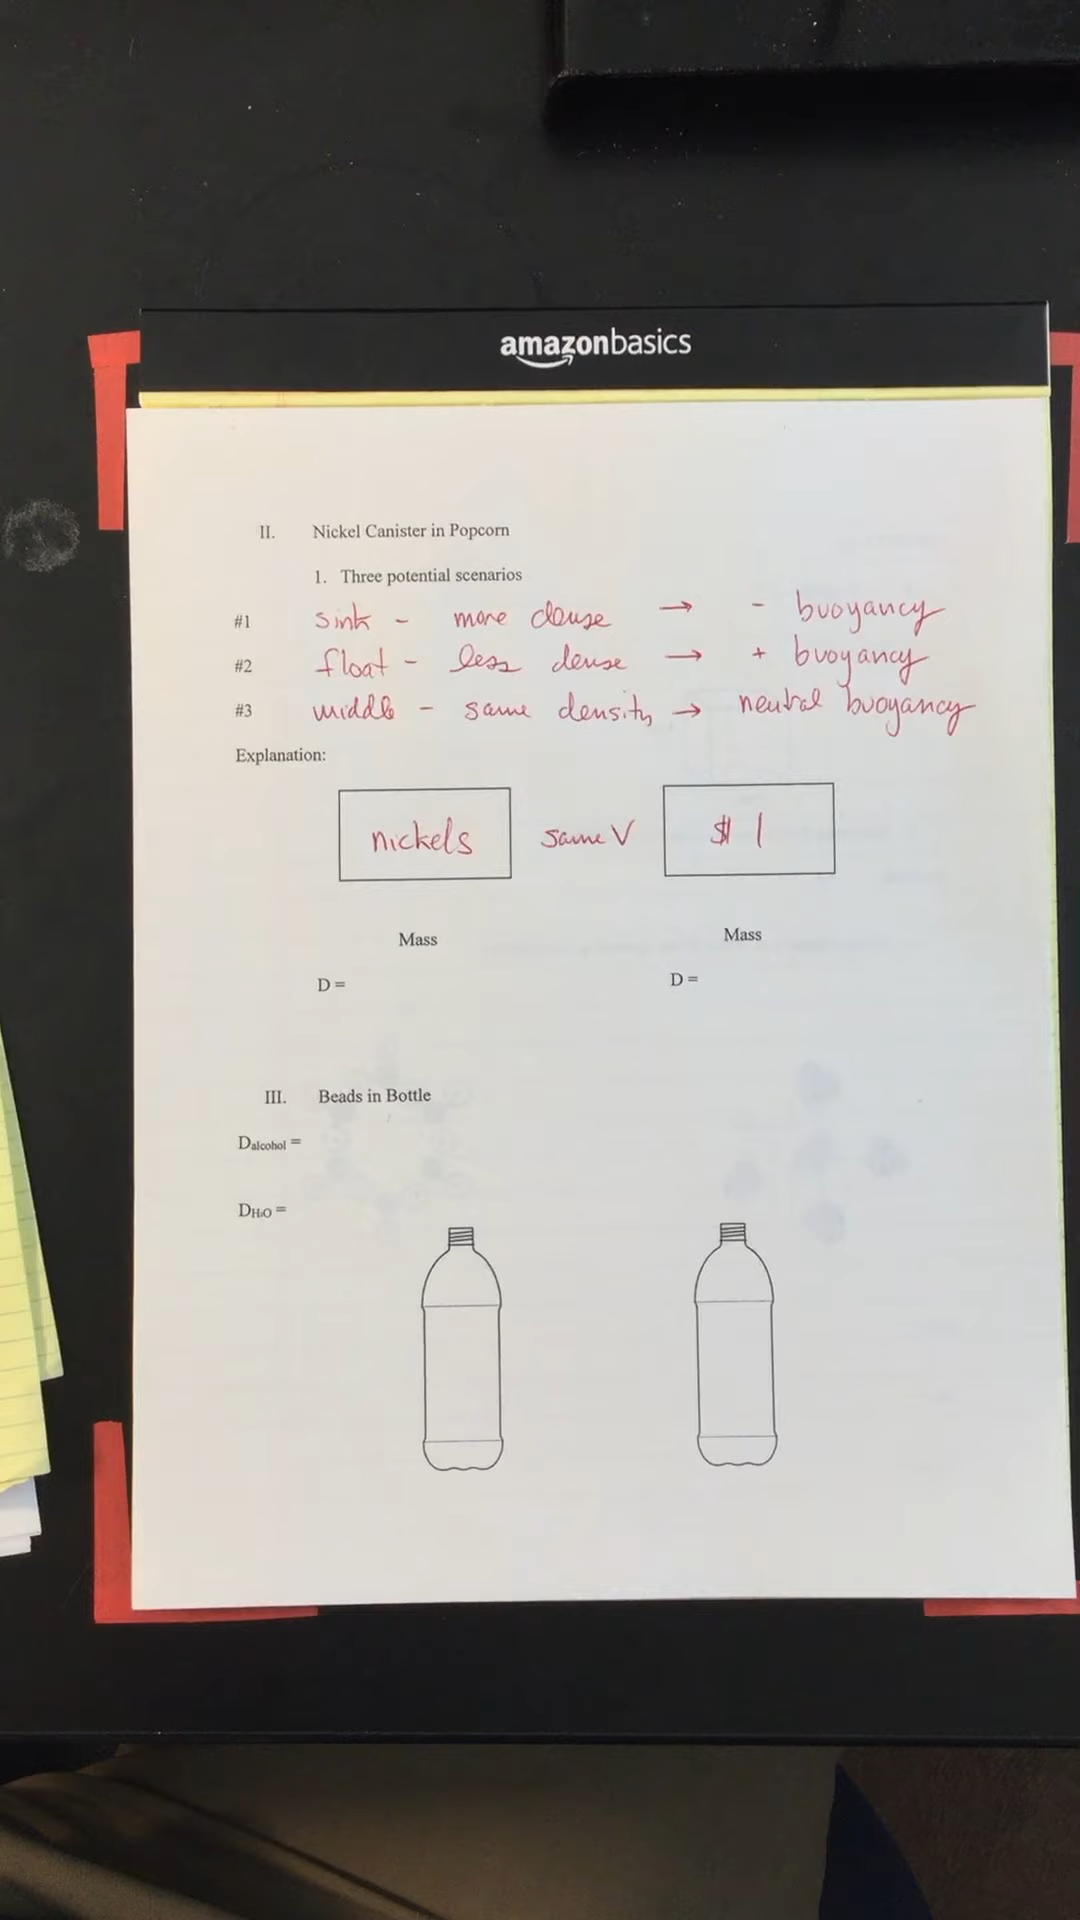 amazonbasics
II. Nickel Canister in Popcorn
1. Three potential scenarios
#1 sink - more dense → - buoyancy
#2 float - less dense → + buoyancy
#3 middle - same density → neutral buoyancy
Explanation:
nickels same V $ 1
Mass Mass
D = D =
III. Beads in Bottle
Dalcohol =
DH₂O =